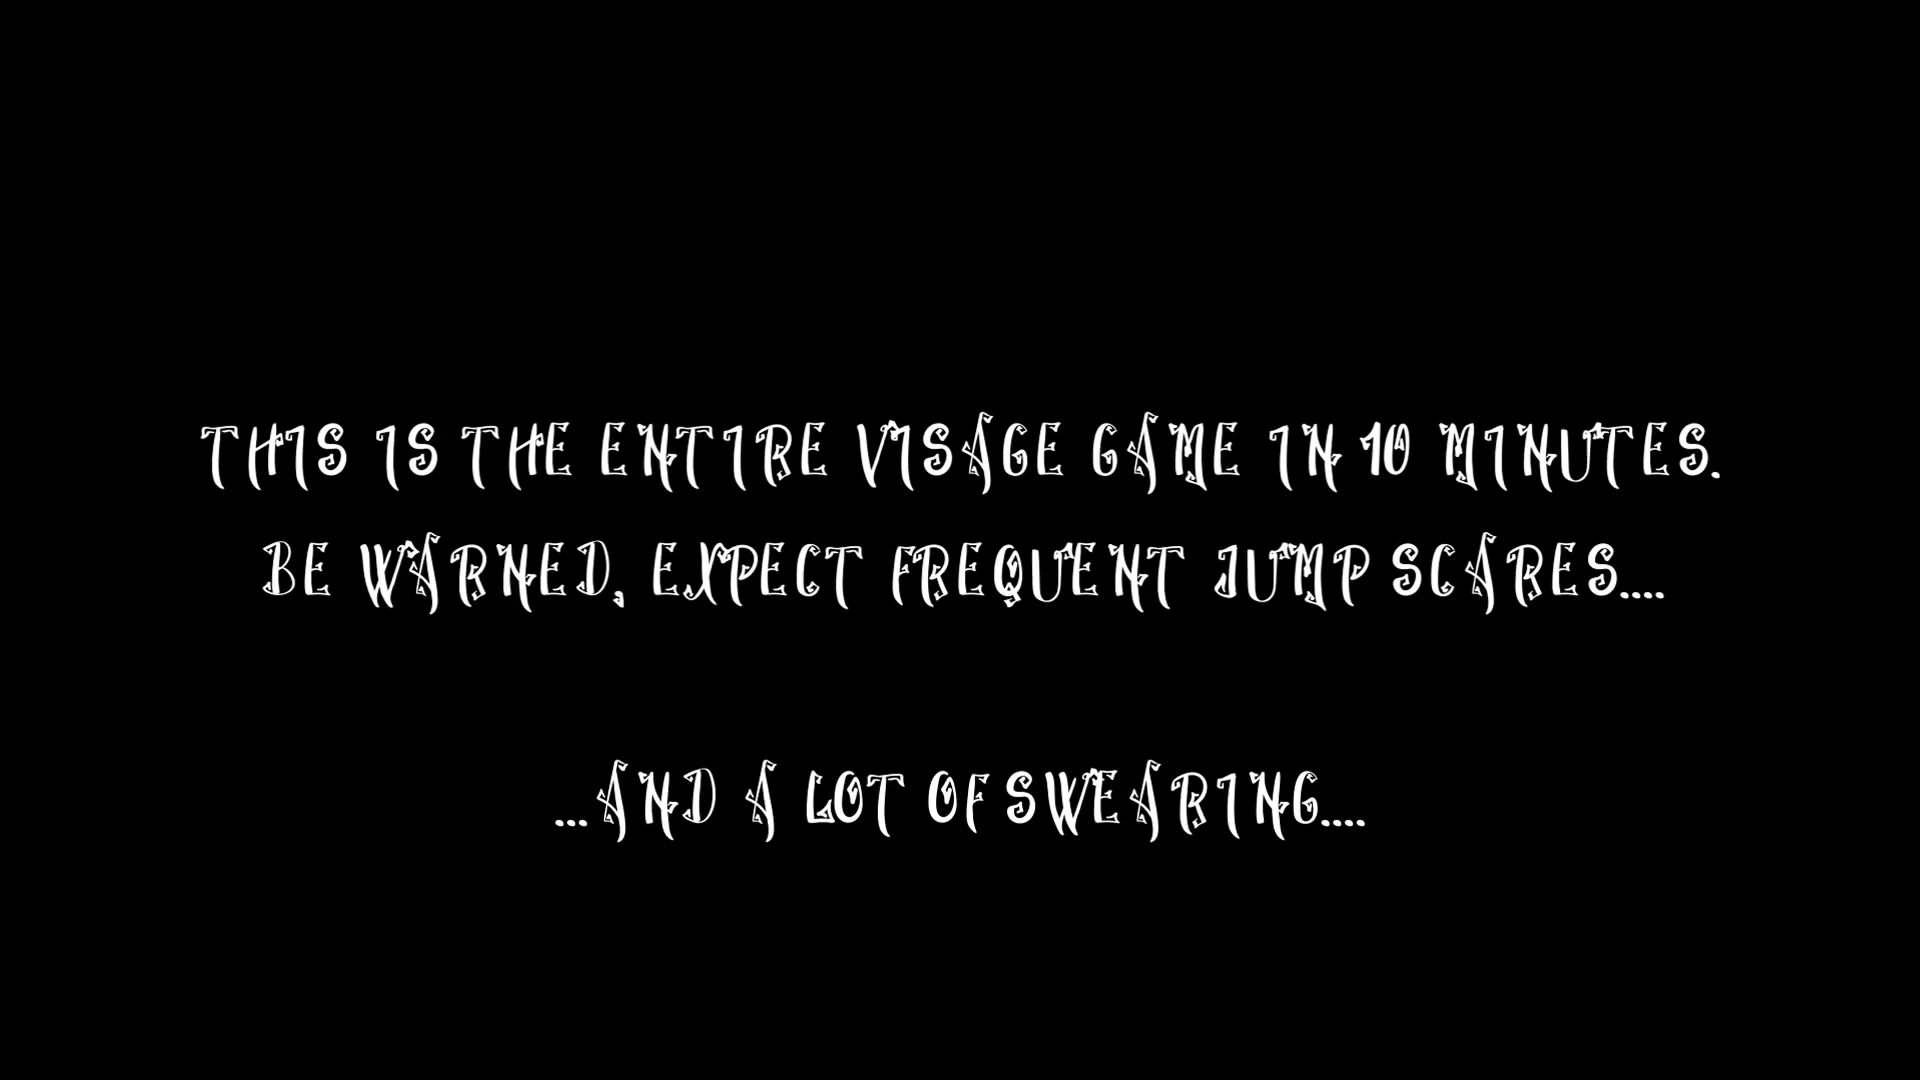 THIS IS THE ENTIRE VISAGE GAME IN 10 MINUTES.
BE WARNED, EXPECT FREQUENT JUMP SCARES....
...AND A LOT OF SWEARING....